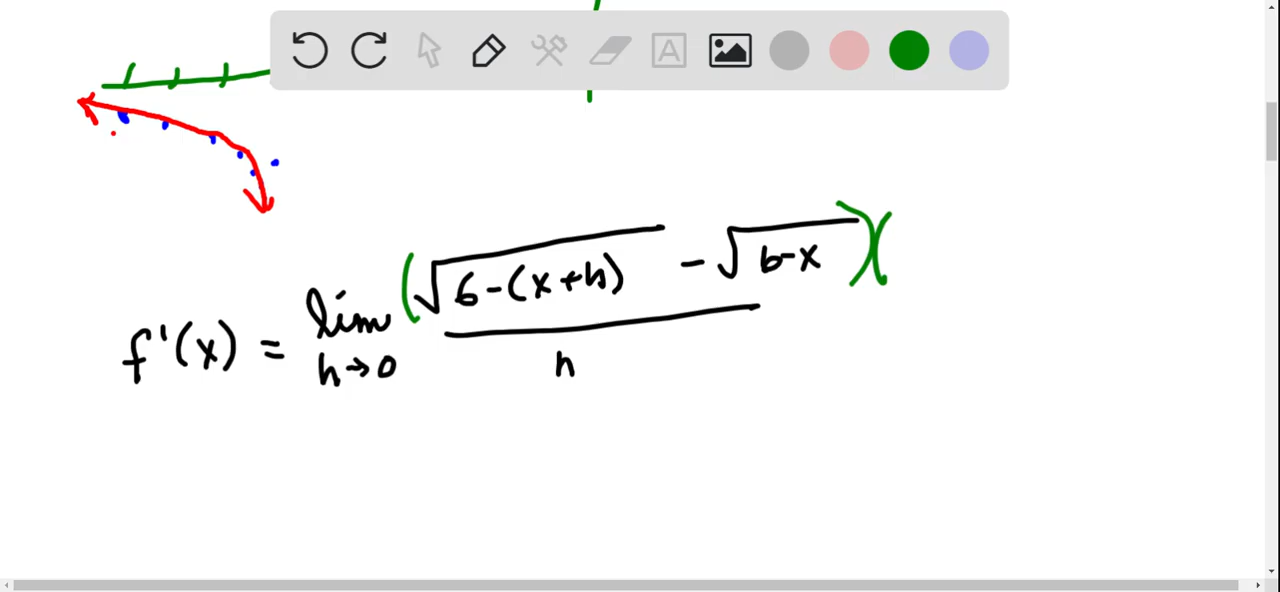 f'(x) = lim h→0 (√(6-(x+h)) - √(6-x))( / h